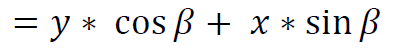 = y * cos β + x * sin β